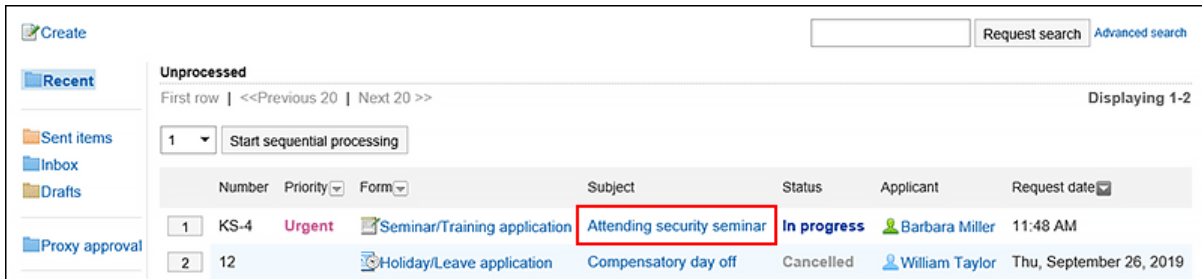 Create
Request search Advanced search
Recent
Unprocessed
First row | <<Previous 20 | Next 20 >>
Displaying 1-2
Sent items
Inbox
Drafts
Proxy approval
1 Start sequential processing
Number Priority Form Subject Status Applicant Request date
1 KS-4 Urgent Seminar/Training application Attending security seminar In progress Barbara Miller 11:48 AM
2 12 Holiday/Leave application Compensatory day off Cancelled William Taylor Thu, September 26, 2019